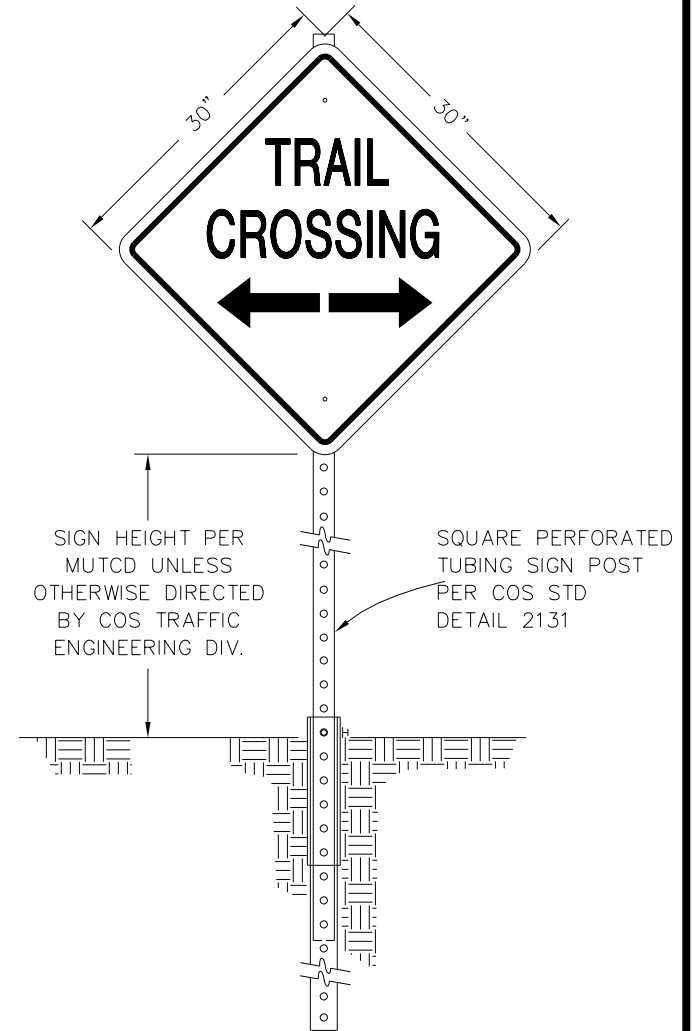 30”
30”
TRAIL
CROSSING
SIGN HEIGHT PER
MUTCD UNLESS
OTHERWISE DIRECTED
BY COS TRAFFIC
ENGINEERING DIV.
SQUARE PERFORATED
TUBING SIGN POST
PER COS STD
DETAIL 2131